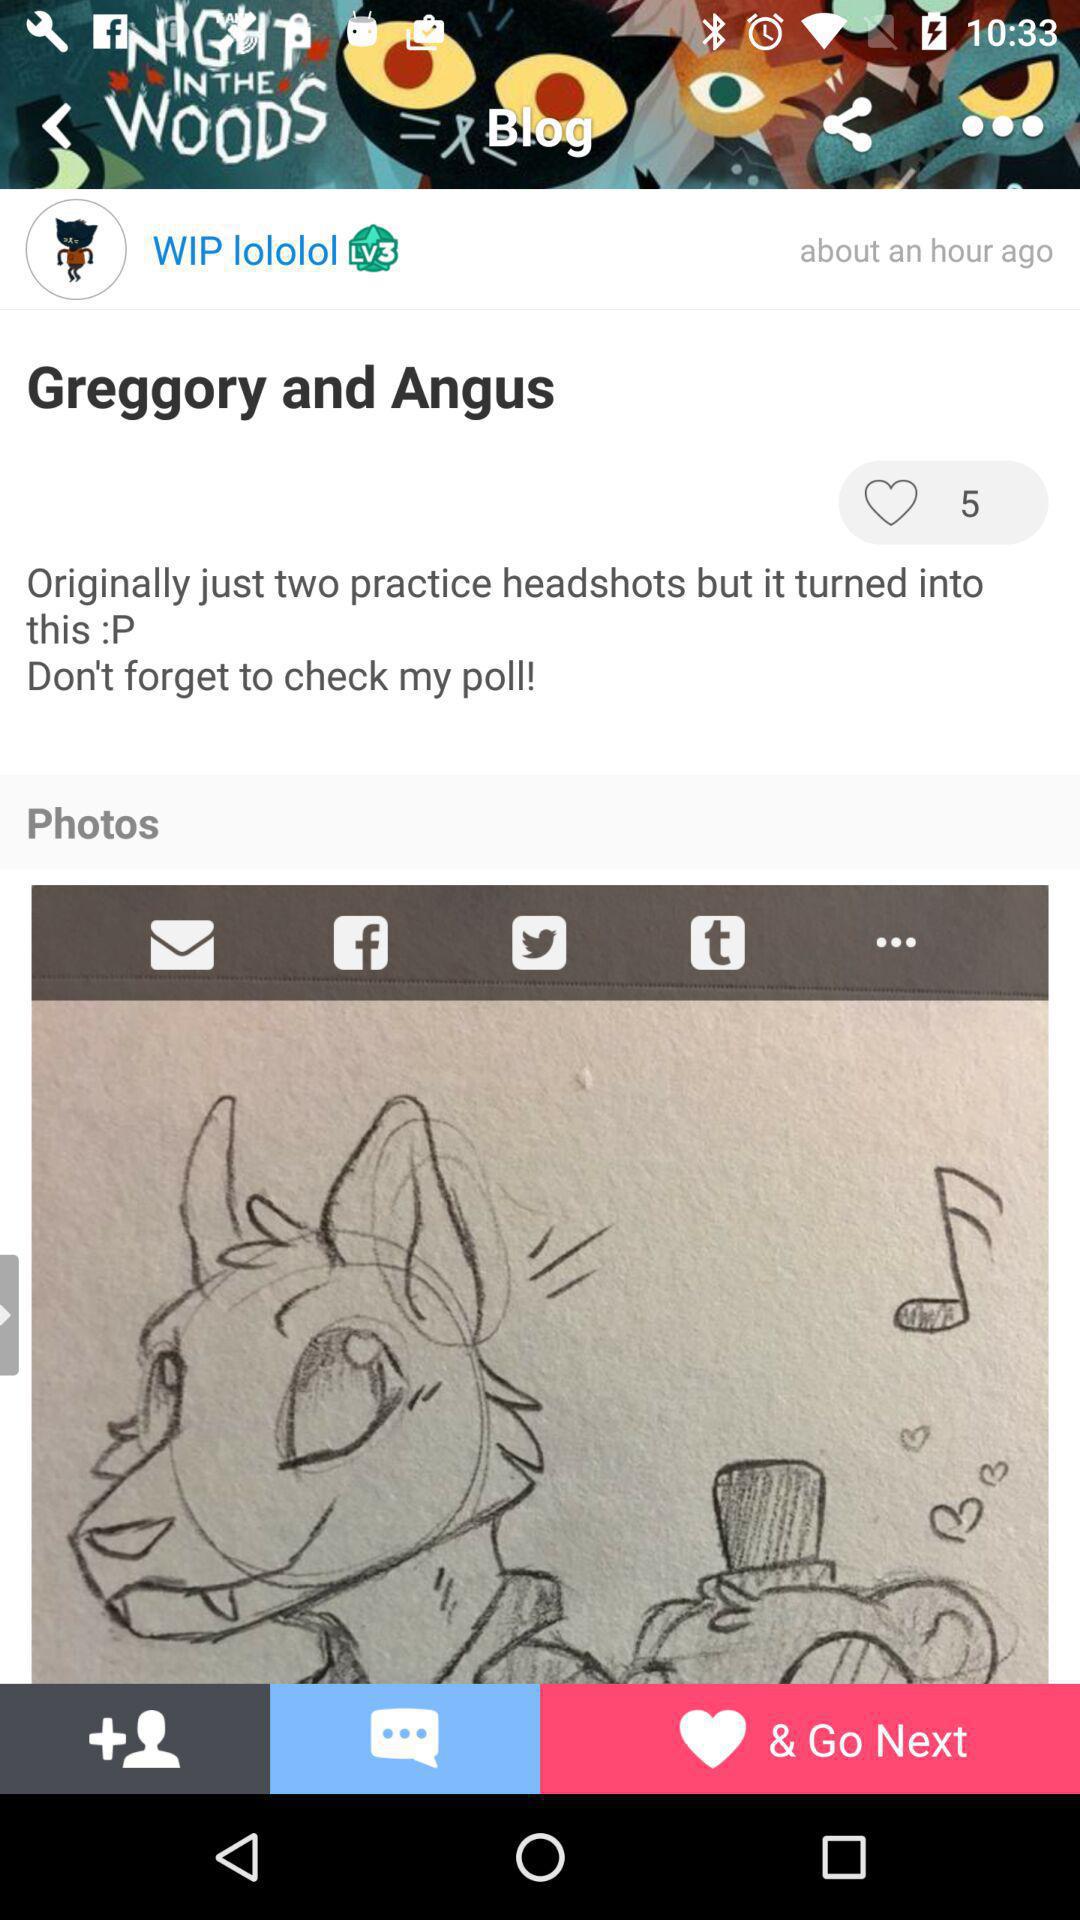 10:33
NIGHT
IN THE
WOODS
Blog
WIP lololol LV3
about an hour ago
Greggory and Angus
5
Originally just two practice headshots but it turned into
this :P
Don't forget to check my poll!
Photos
& Go Next